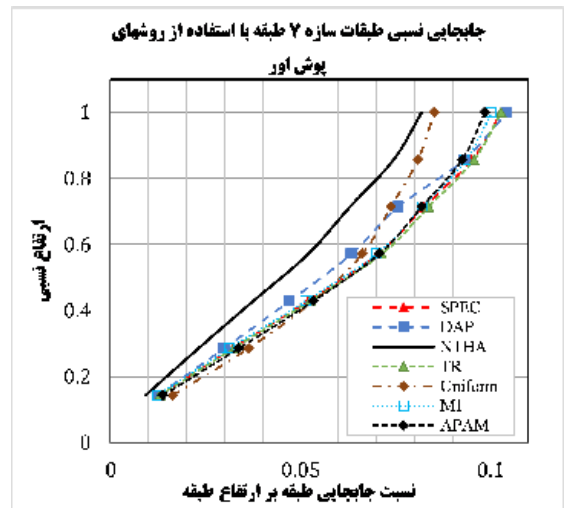 جابجایی نسبی طبقات سازه ۷ طبقه با استفاده از روشهای
پوش اور
1
0.8
0.6
0.4
0.2
0
ارتفاع نسبی
SPEC
DAP
NTHA
TR
Uniform
MI
APAM
0
0.05
0.1
نسبت جابجایی طبقه بر ارتفاع طبقه